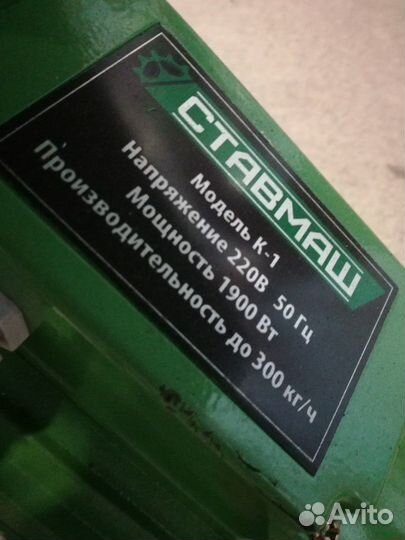 СТАВМАШ
Модель К-1
Напряжение 220В 50 Гц
Мощность 1900 Вт
Производительность до 300 кг/ч
Avito